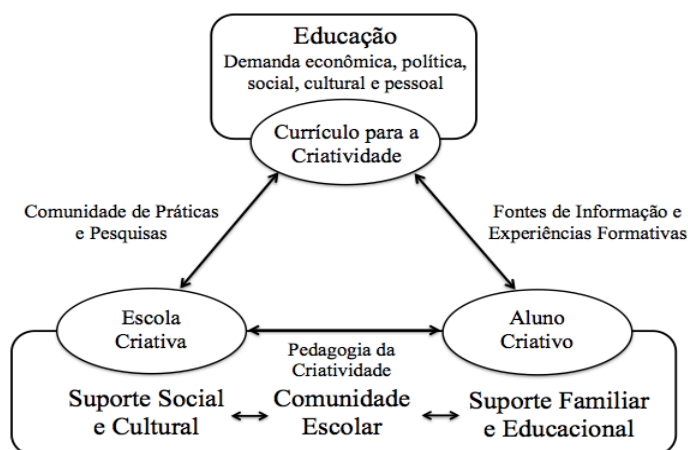 Educação
Demanda econômica, política,
social, cultural e pessoal
Currículo para a
Criatividade
Comunidade de Práticas
e Pesquisas
Fontes de Informação e
Experiências Formativas
Escola
Criativa
Aluno
Criativo
Pedagogia da
Criatividade
Suporte Social
e Cultural
Comunidade
Escolar
Suporte Familiar
e Educacional